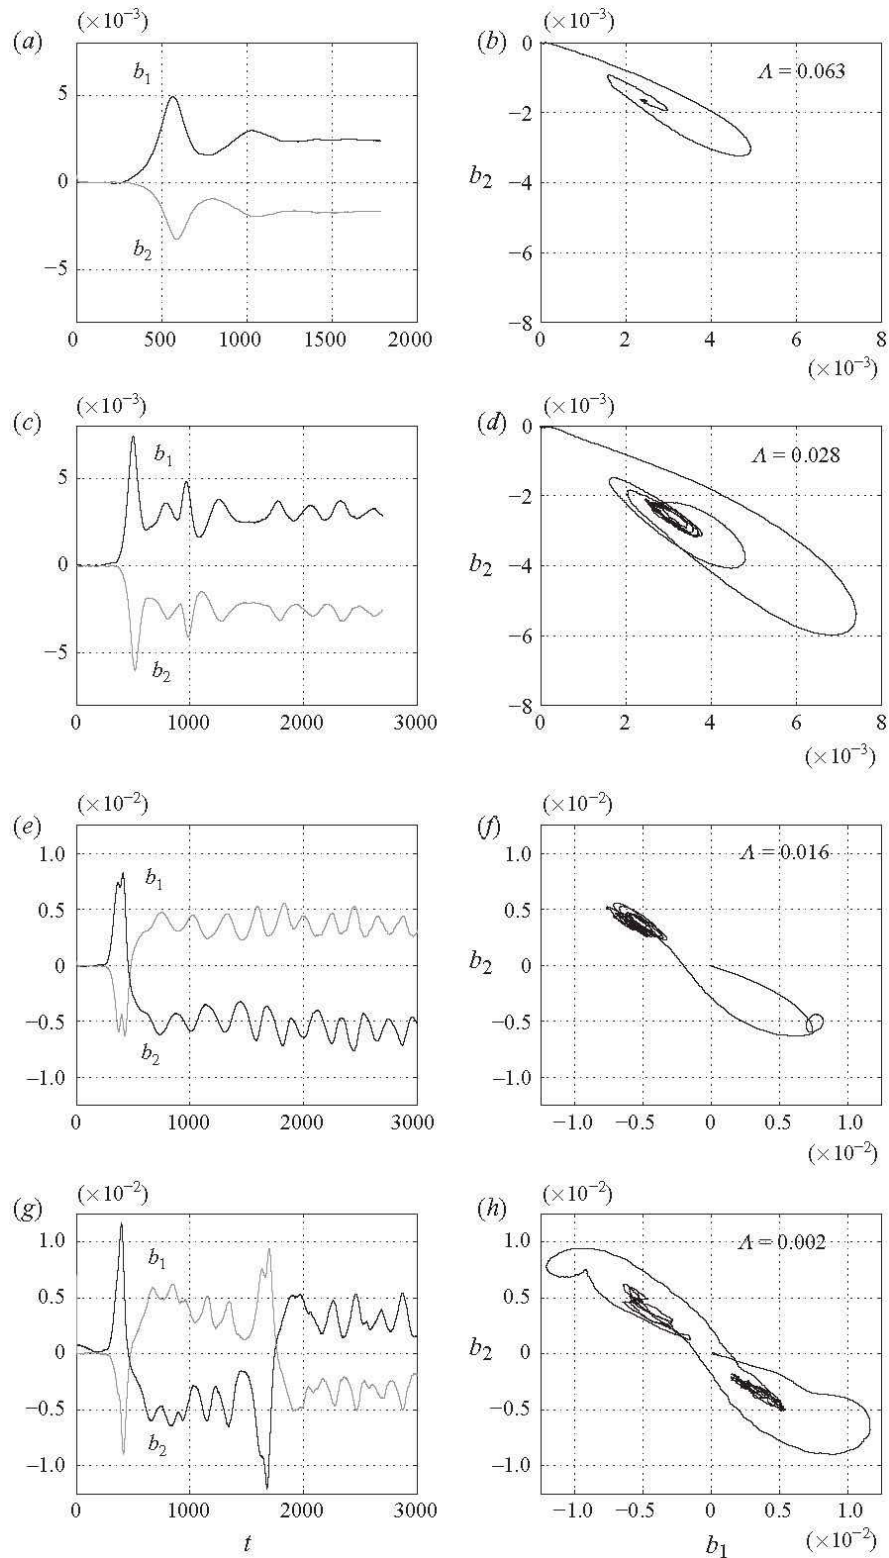 (×10⁻³) (×10⁻³)
(a) (b)
b₁ Λ = 0.063
5
0
−5
b₂
0 500 1000 1500 2000
0
−2
b₂ −4
−6
−8
0 2 4 6 8
(×10⁻³)
(×10⁻³) (×10⁻³)
(c) (d)
b₁ Λ = 0.028
5
0
−5
b₂
0 1000 2000 3000
0
−2
b₂ −4
−6
−8
0 2 4 6 8
(×10⁻³)
(×10⁻²) (×10⁻²)
(e) (f)
b₁ Λ = 0.016
1.0
0.5
0
−0.5
−1.0
b₂
0 1000 2000 3000
1.0
0.5
b₂ 0
−0.5
−1.0
−1.0 −0.5 0 0.5 1.0
(×10⁻²)
(×10⁻²) (×10⁻²)
(g) (h)
b₁ Λ = 0.002
1.0
0.5
0
−0.5
−1.0
b₂
0 1000 2000 3000
t
1.0
0.5
b₂ 0
−0.5
−1.0
−1.0 −0.5 0 0.5 1.0
b₁ (×10⁻²)